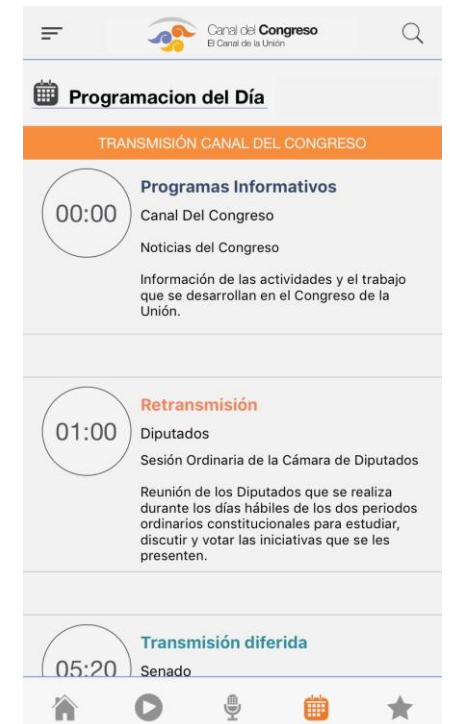 Canal del Congreso
El Canal de la Unión
Programacion del Día
TRANSMISIÓN CANAL DEL CONGRESO
00:00
Programas Informativos
Canal Del Congreso
Noticias del Congreso
Información de las actividades y el trabajo
que se desarrollan en el Congreso de la
Unión.
01:00
Retransmisión
Diputados
Sesión Ordinaria de la Cámara de Diputados
Reunión de los Diputados que se realiza
durante los días hábiles de los dos periodos
ordinarios constitucionales para estudiar,
discutir y votar las iniciativas que se les
presenten.
05:20
Transmisión diferida
Senado